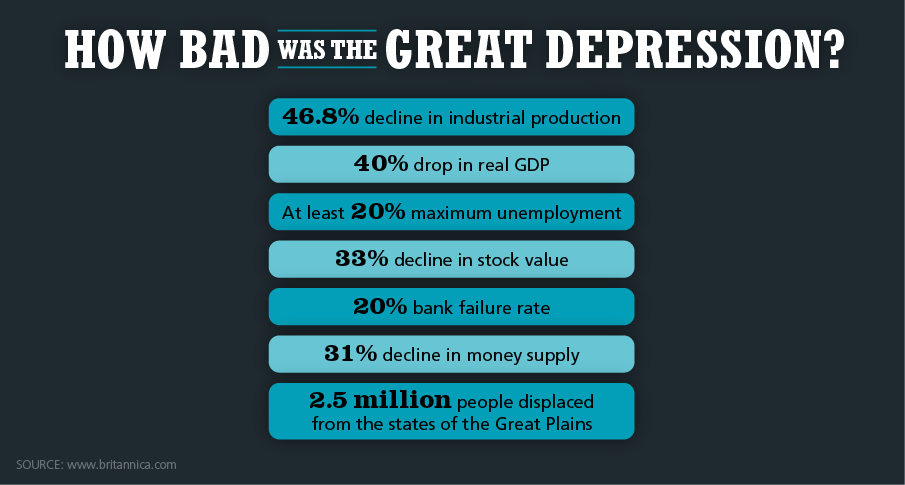 HOW BAD WAS THE GREAT DEPRESSION?
46.8% decline in industrial production
40% drop in real GDP
At least 20% maximum unemployment
33% decline in stock value
20% bank failure rate
31% decline in money supply
2.5 million people displaced
from the states of the Great Plains
SOURCE: www.britannica.com